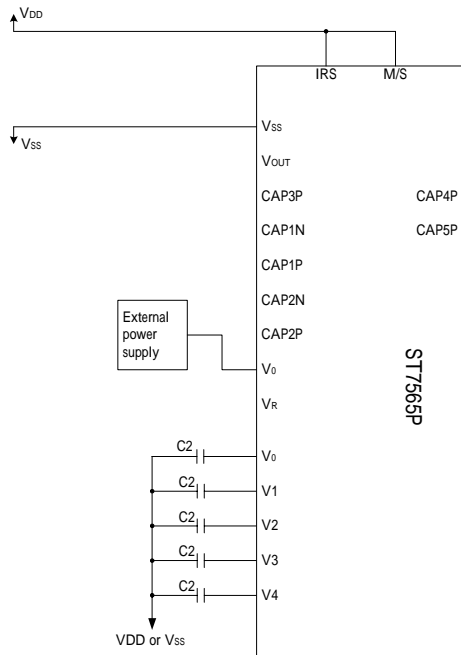 VDD
IRS M/S
VSS
VSS
VOUT
CAP3P CAP4P
CAP1N CAP5P
CAP1P
CAP2N
External
power
supply
CAP2P
V0
VR
ST7565P
C2 V0
C2 V1
C2 V2
C2 V3
C2 V4
VDD or VSS